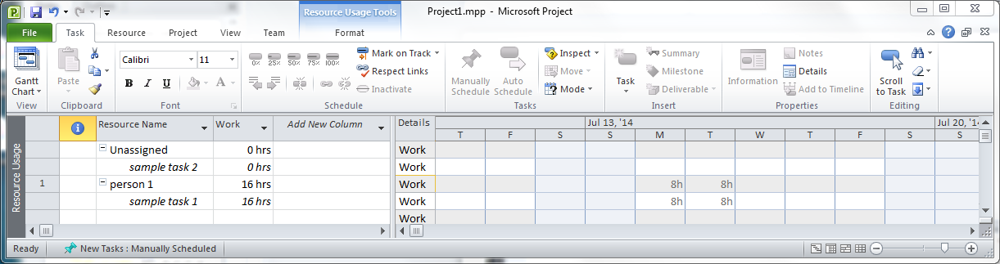 Resource Usage Tools
Project1.mpp - Microsoft Project
File Task Resource Project View Team Format
Gantt Chart
Paste
Calibri 11
B I U A
0% 25% 50% 75% 100%
Mark on Track
Respect Links
Inactivate
Manually Schedule
Auto Schedule
Inspect
Move
Mode
Task
Summary
Milestone
Deliverable
Information
Notes
Details
Add to Timeline
Scroll to Task
View Clipboard Font Schedule Tasks Insert Properties Editing
Resource Name Work Add New Column Details Jul 13, '14 Jul 20, '14
T F S S M T W T F S S
Unassigned 0 hrs Work
sample task 2 0 hrs Work
1 person 1 16 hrs Work 8h 8h
sample task 1 16 hrs Work 8h 8h
Work
Resource Usage
Ready New Tasks : Manually Scheduled